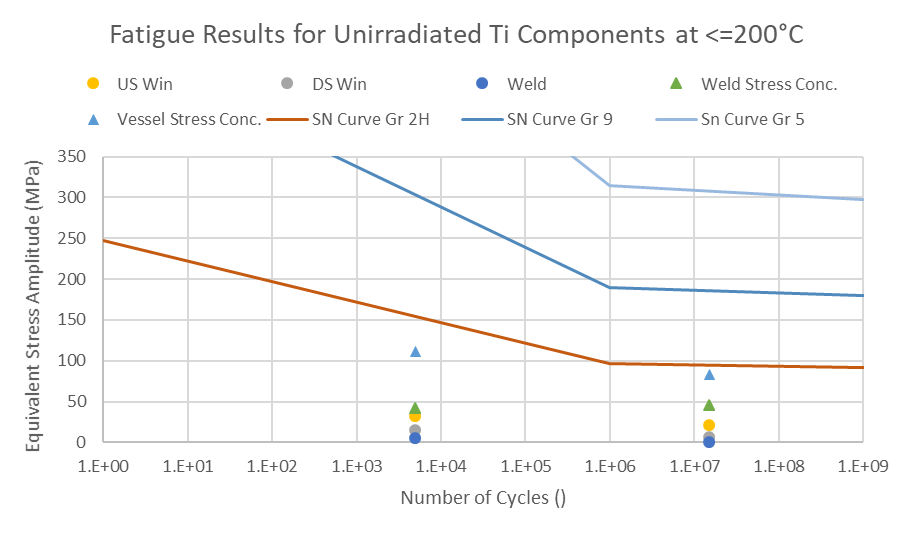 Fatigue Results for Unirradiated Ti Components at <=200°C
US Win DS Win Weld Weld Stress Conc.
Vessel Stress Conc. SN Curve Gr 2H SN Curve Gr 9 Sn Curve Gr 5
Equivalent Stress Amplitude (MPa)
350
300
250
200
150
100
50
0
1.E+00 1.E+01 1.E+02 1.E+03 1.E+04 1.E+05 1.E+06 1.E+07 1.E+08 1.E+09
Number of Cycles ()